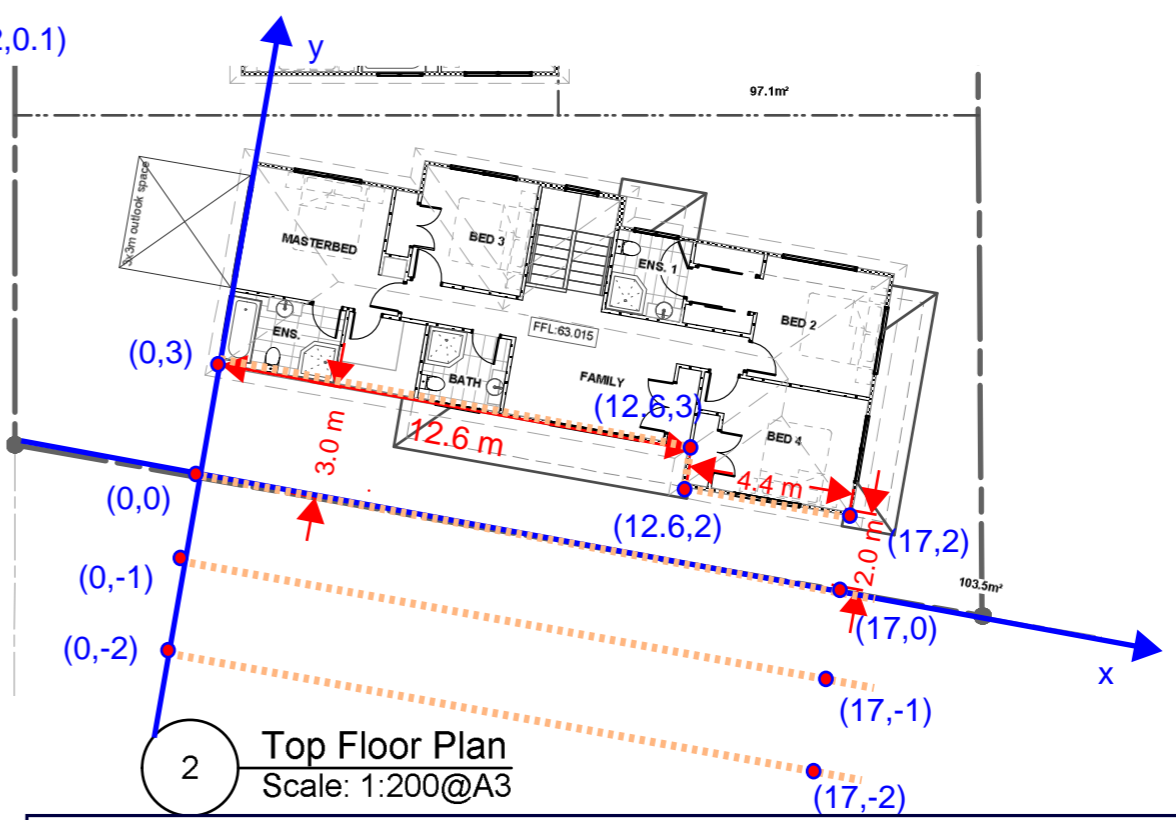 2,0.1)
y
97.1m²
3x3m outlook space
MASTERBED
BED 3
ENS. 1
BED 2
FFL:63.015
(0,3)
ENS.
BATH
FAMILY
(12.6,3)
BED 4
12.6 m
3.0 m
4.4 m
(0,0)
(12.6,2)
(17,2)
2.0 m
103.5m²
(0,-1)
(17,0)
(0,-2)
x
(17,-1)
2
Top Floor Plan
Scale: 1:200@A3
(17,-2)